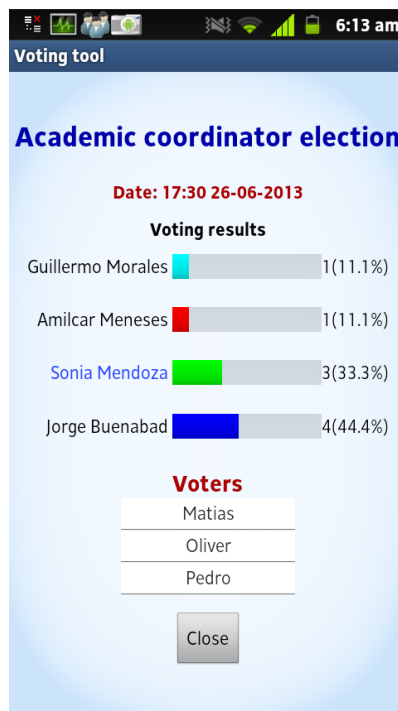 6:13 am
Voting tool
Academic coordinator election
Date: 17:30 26-06-2013
Voting results
Guillermo Morales 1(11.1%)
Amilcar Meneses 1(11.1%)
Sonia Mendoza 3(33.3%)
Jorge Buenabad 4(44.4%)
Voters
Matias
Oliver
Pedro
Close